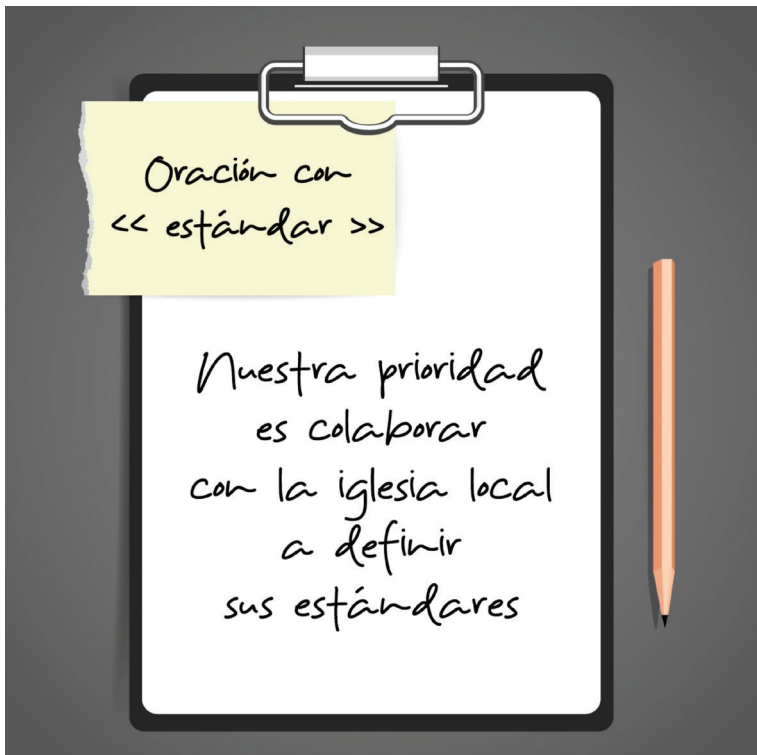 Oración con
<< estándar >>
Nuestra prioridad
es colaborar
con la iglesia local
a definir
sus estándares